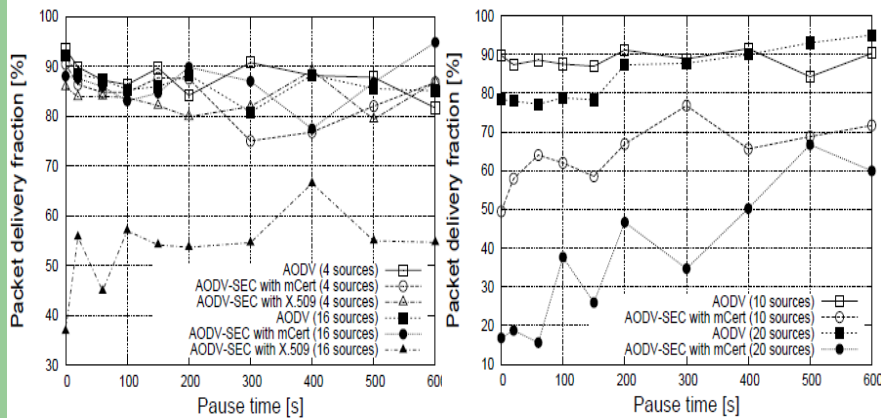 Packet delivery fraction [%]
100
90
80
70
60
50
40
30
0
100
200
300
400
500
600
Pause time [s]
AODV (4 sources)
AODV-SEC with mCert (4 sources)
AODV-SEC with X.509 (4 sources)
AODV (16 sources)
AODV-SEC with mCert (16 sources)
AODV-SEC with X.509 (16 sources)
Packet delivery fraction [%]
100
90
80
70
60
50
40
30
20
10
0
100
200
300
400
500
600
Pause time [s]
AODV (10 sources)
AODV-SEC with mCert (10 sources)
AODV (20 sources)
AODV-SEC with mCert (20 sources)